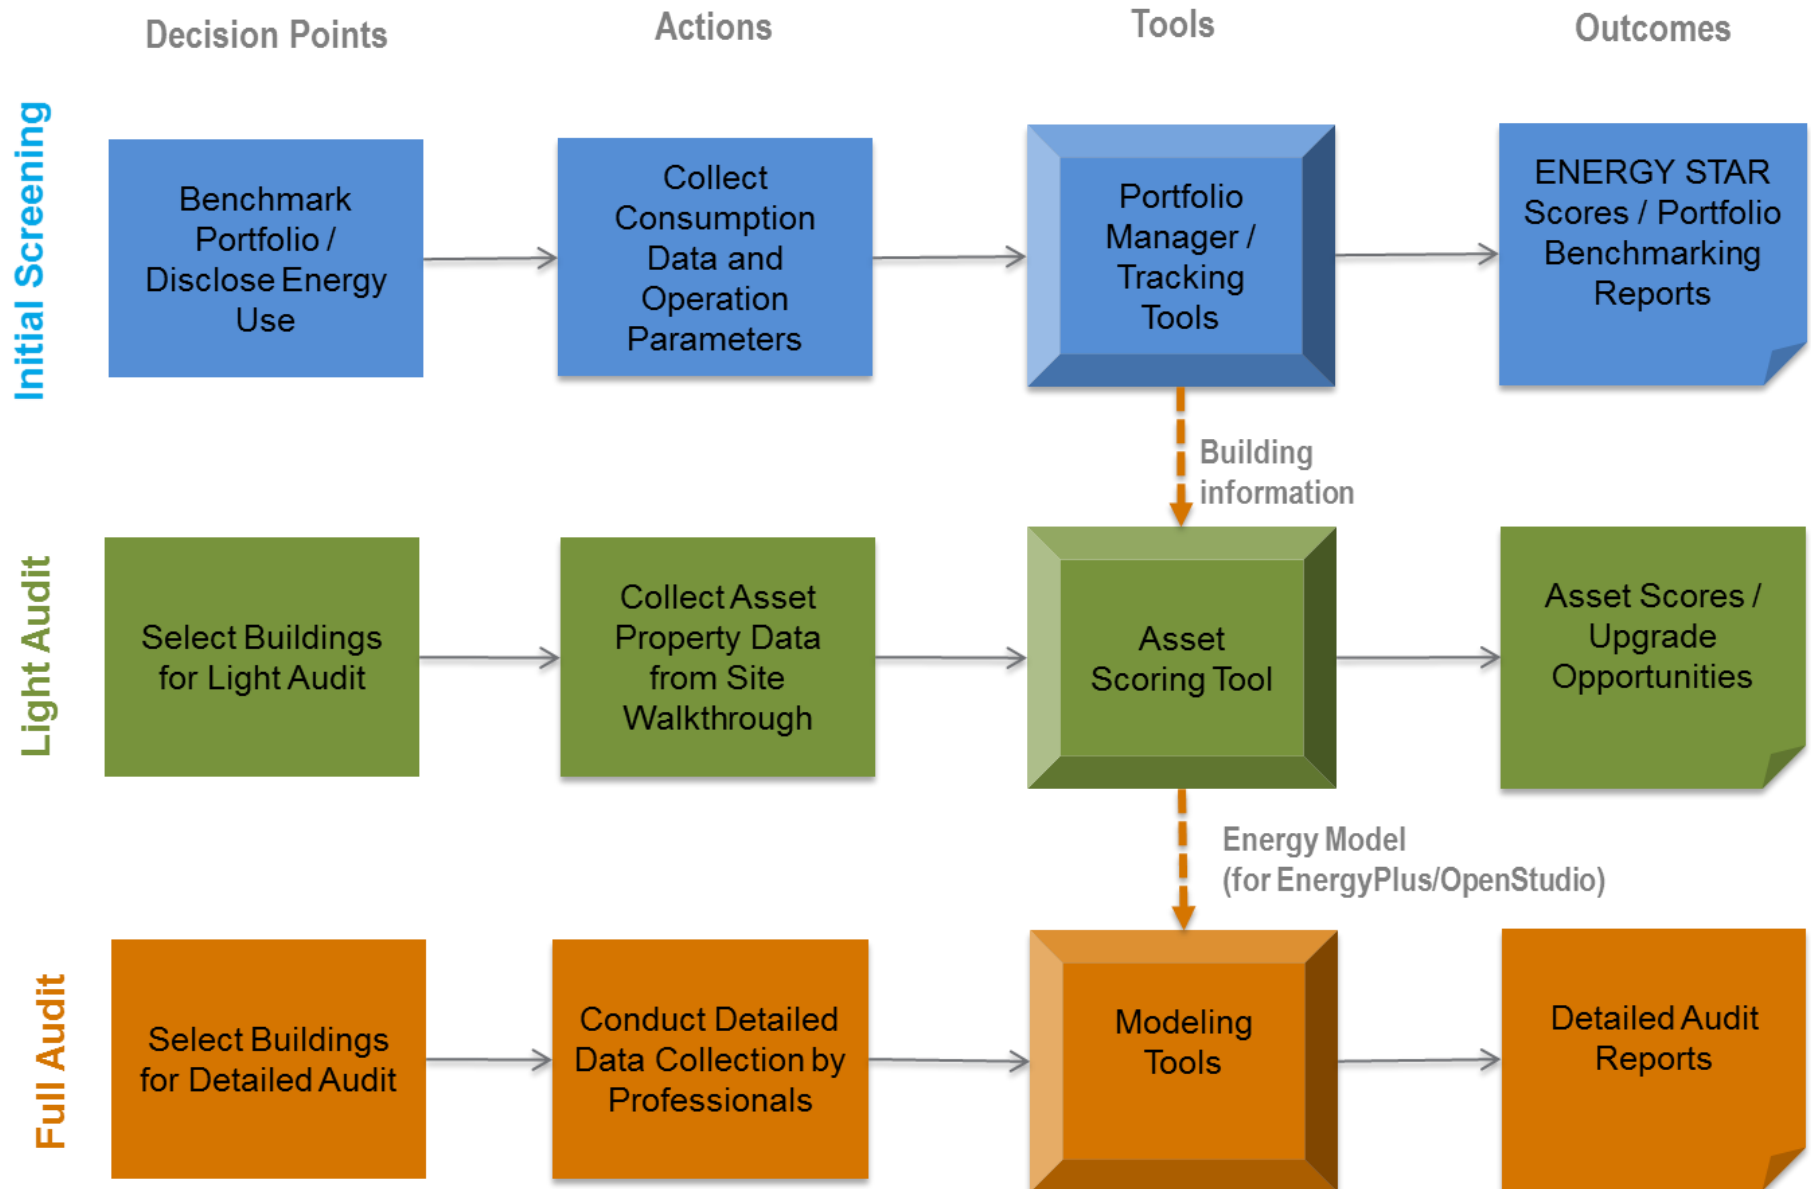 Decision Points
Actions
Tools
Outcomes
Initial Screening
Benchmark
Portfolio /
Disclose Energy
Use
Collect
Consumption
Data and
Operation
Parameters
Portfolio
Manager /
Tracking
Tools
ENERGY STAR
Scores / Portfolio
Benchmarking
Reports
Building
information
Light Audit
Select Buildings
for Light Audit
Collect Asset
Property Data
from Site
Walkthrough
Asset
Scoring Tool
Asset Scores /
Upgrade
Opportunities
Energy Model
(for EnergyPlus/OpenStudio)
Full Audit
Select Buildings
for Detailed Audit
Conduct Detailed
Data Collection by
Professionals
Modeling
Tools
Detailed Audit
Reports